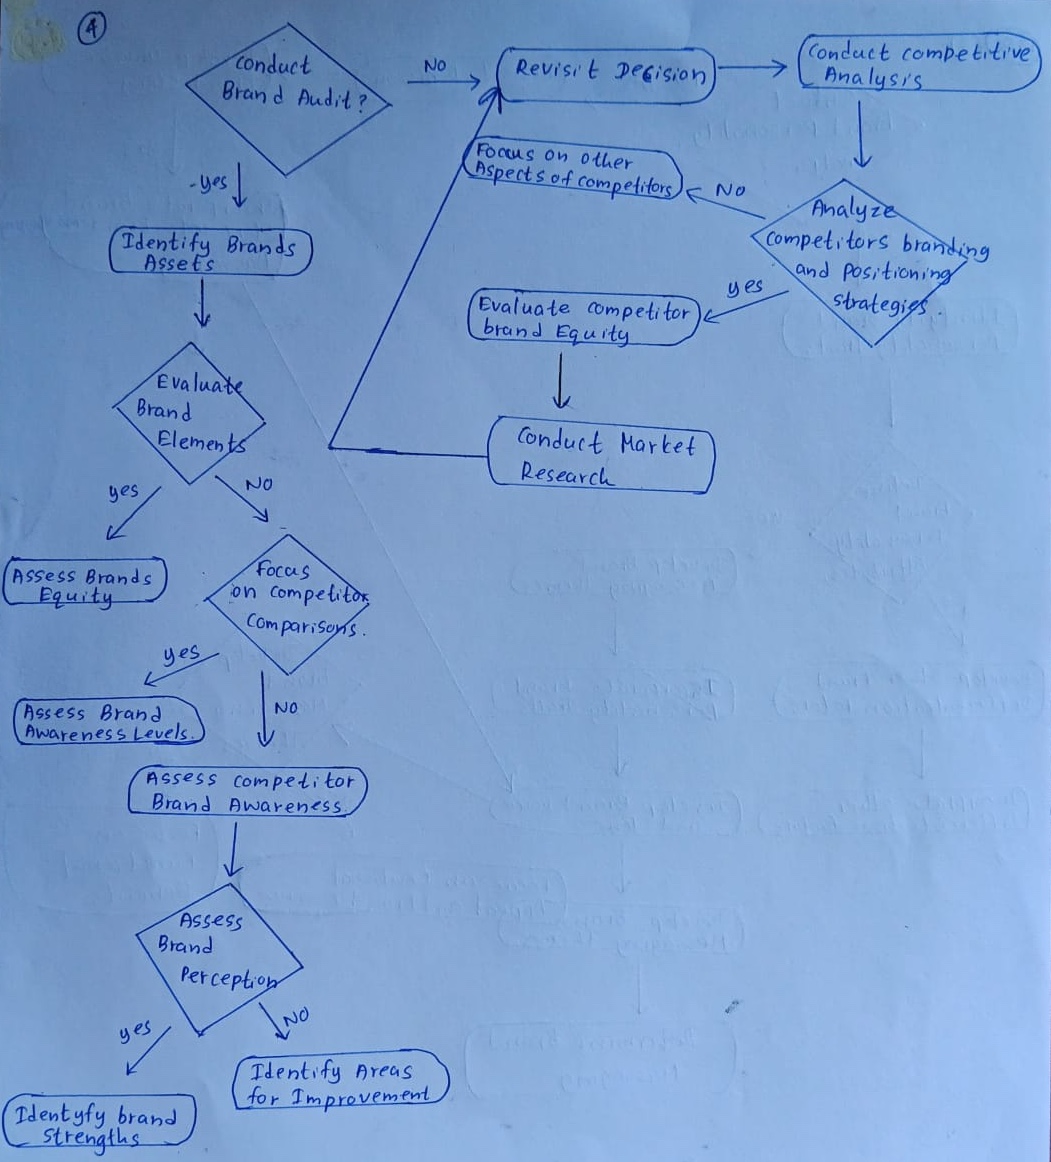 4
Conduct
Brand Audit?
NO
Revisit Decision
Conduct competitive
Analysis
Focus on other
Aspects of competitors
NO
Analyze
Competitors branding
and positioning
strategies.
-yes
Identify Brands
Assets
Evaluate competitor
brand Equity
yes
Evaluate
Brand
Elements
Conduct Market
Research
yes
NO
Assess Brands
Equity
Focus
on competitor
Comparisons.
yes
NO
Assess Brand
Awareness Levels.
Assess Competitor
Brand Awareness.
Assess
Brand
Perception
yes
NO
Identify Areas
for Improvement
Identyfy brand
Strengths